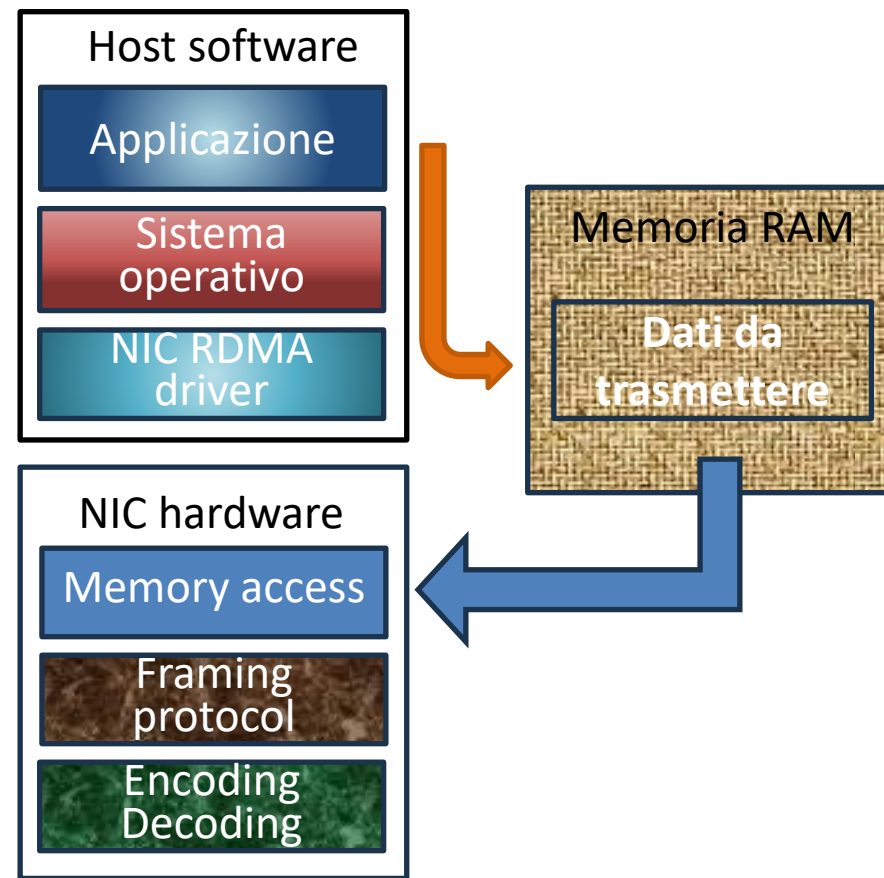 Host software
Applicazione
Sistema
operativo
NIC RDMA
driver
Memoria RAM
Dati da
trasmettere
NIC hardware
Memory access
Framing
protocol
Encoding
Decoding